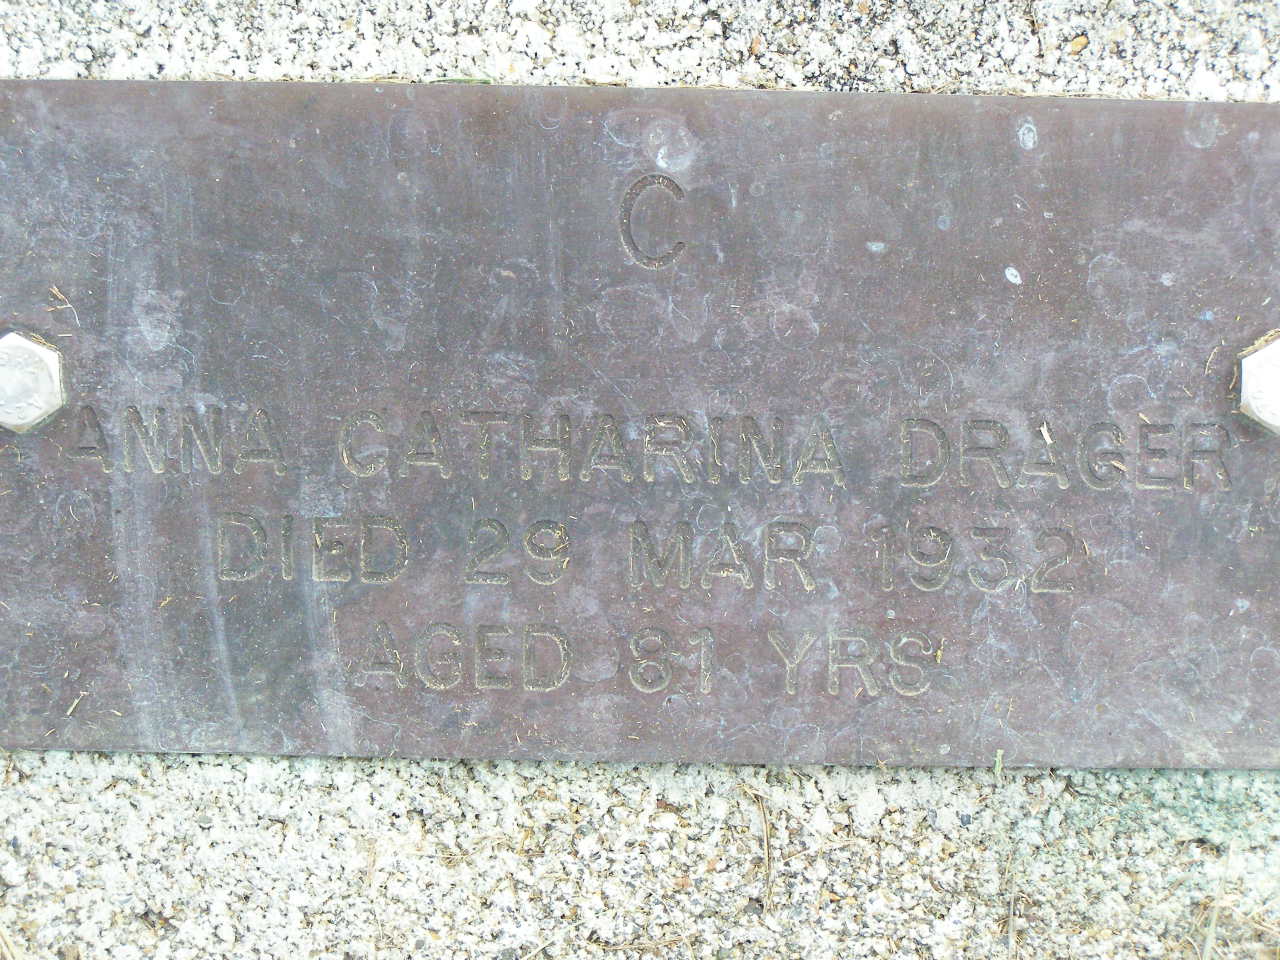 C
ANNA CATHARINA DRAGER
DIED 29 MAR 1932
AGED 81 YRS